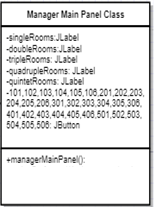 Manager Main Panel Class
-singleRooms:JLabel
-doubleRooms:JLabel
-tripleRooms: JLabel
-quadrupleRooms: JLabel
-quintetRooms: JLabel
-101,102,103,104,105,106,201,202,203,
204,205,206,301,302,303,304,305,306,
401,402,403,404,405,406,501,502,503,
504,505,506: JButton
+managerMainPanel():